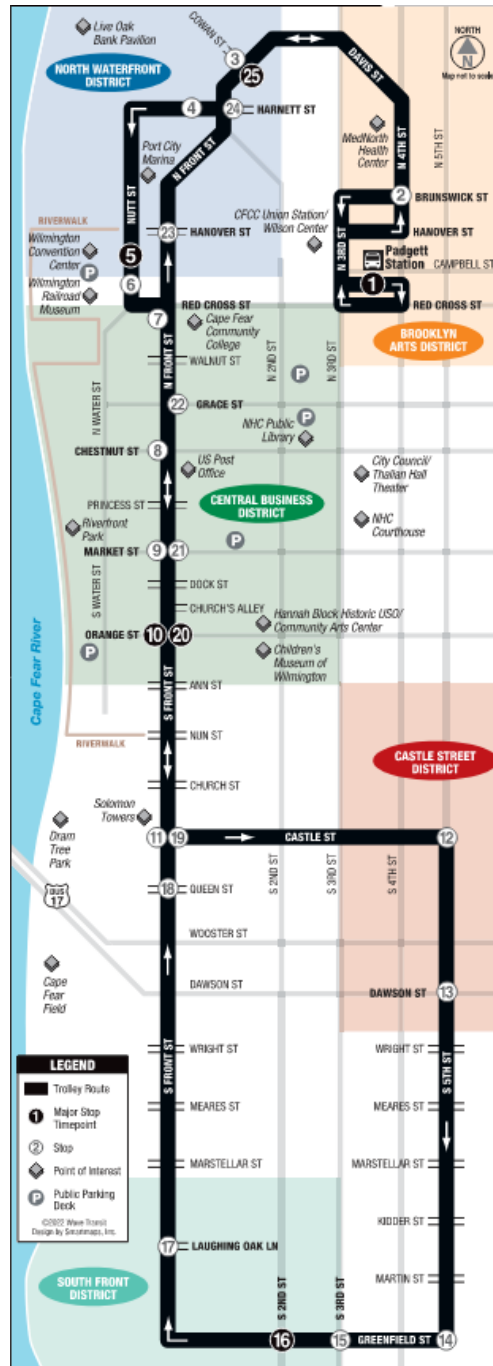 Live Oak
Bank Pavilion
NORTH WATERFRONT
DISTRICT
COWAN ST
3
25
DAVIS ST
NORTH
N
Map not to scale
4
24
HARNETT ST
MedNorth
Health
Center
N 4TH ST
N 5TH ST
Port City
Marina
N FRONT ST
NUTT ST
2
BRUNSWICK ST
CFCC Union Station/
Wilson Center
RIVERWALK
23
HANOVER ST
HANOVER ST
N 3RD ST
Wilmington
Convention
Center
P
5
Padgett
Station
CAMPBELL ST
Wilmington
Railroad
Museum
6
1
RED CROSS ST
RED CROSS ST
7
Cape Fear
Community
College
BROOKLYN
ARTS DISTRICT
N FRONT ST
WALNUT ST
N 2ND ST
N 3RD ST
P
N WATER ST
22
GRACE ST
P
NHC Public
Library
CHESTNUT ST
8
US Post
Office
City Council/
Thalian Hall
Theater
PRINCESS ST
CENTRAL BUSINESS
DISTRICT
Riverfront
Park
NHC
Courthouse
P
MARKET ST
9
21
S WATER ST
DOCK ST
CHURCH'S ALLEY
Hannah Block Historic USO/
Community Arts Center
ORANGE ST
10
20
P
Children's
Museum of
Wilmington
Cape Fear River
S FRONT ST
ANN ST
RIVERWALK
NUN ST
CASTLE STREET
DISTRICT
CHURCH ST
Solomon
Towers
Dram
Tree
Park
11
19
CASTLE ST
12
BUS
17
18
QUEEN ST
S 2ND ST
S 3RD ST
S 4TH ST
WOOSTER ST
Cape
Fear
Field
DAWSON ST
DAWSON ST
13
S FRONT ST
WRIGHT ST
WRIGHT ST
S 5TH ST
LEGEND
Trolley Route
1
Major Stop
Timepoint
2
Stop
Point of Interest
P
Public Parking
Deck
©2022 Wave Transit
Design by Smartmaps, Inc.
MEARES ST
MEARES ST
MARSTELLAR ST
MARSTELLAR ST
KIDDER ST
17
LAUGHING OAK LN
SOUTH FRONT
DISTRICT
MARTIN ST
S 2ND ST
S 3RD ST
16
15
GREENFIELD ST
14